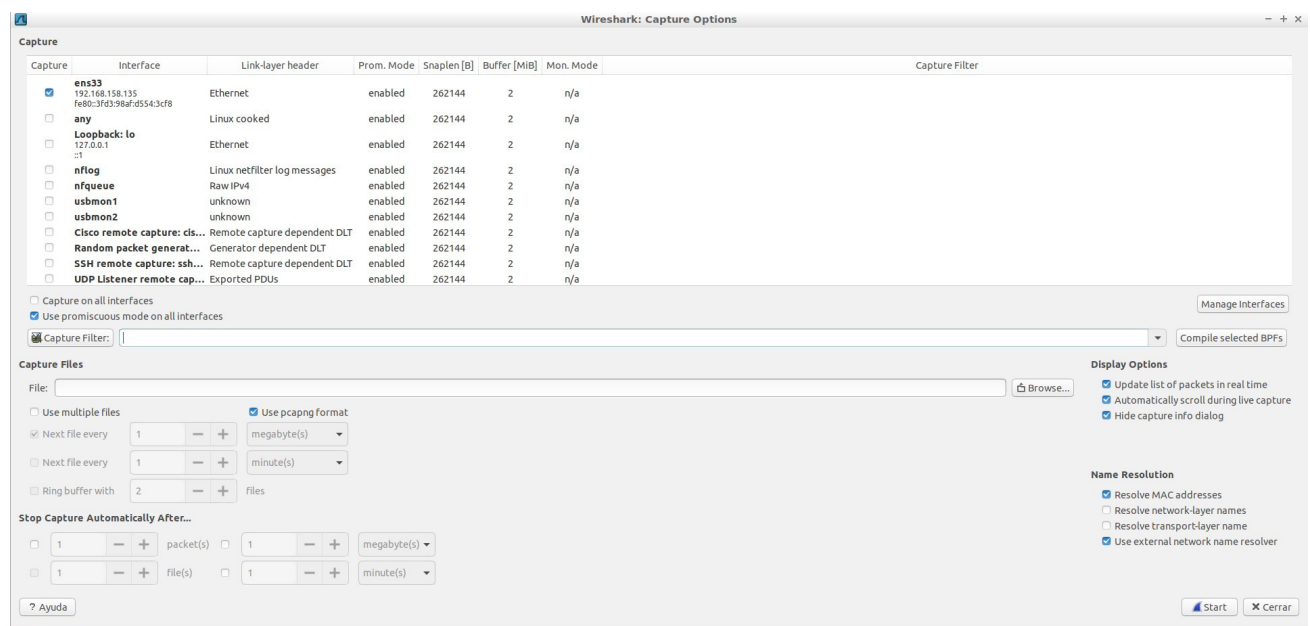 Wireshark: Capture Options
Capture
Capture Interface Link-layer header Prom. Mode Snaplen [B] Buffer [MiB] Mon. Mode Capture Filter
ens33
192.168.158.135
fe80::3fd3:98af:d554:3cf8
Ethernet enabled 262144 2 n/a
any Linux cooked enabled 262144 2 n/a
Loopback: lo
127.0.0.1
::1
Ethernet enabled 262144 2 n/a
nflog Linux netfilter log messages enabled 262144 2 n/a
nfqueue Raw IPv4 enabled 262144 2 n/a
usbmon1 unknown enabled 262144 2 n/a
usbmon2 unknown enabled 262144 2 n/a
Cisco remote capture: cis... Remote capture dependent DLT enabled 262144 2 n/a
Random packet generat... Generator dependent DLT enabled 262144 2 n/a
SSH remote capture: ssh... Remote capture dependent DLT enabled 262144 2 n/a
UDP Listener remote cap... Exported PDUs enabled 262144 2 n/a
Capture on all interfaces
Use promiscuous mode on all interfaces
Manage Interfaces
Capture Filter:
Compile selected BPFs
Capture Files
File:
Browse...
Use multiple files Use pcapng format
Next file every 1 megabyte(s)
Next file every 1 minute(s)
Ring buffer with 2 files
Stop Capture Automatically After...
1 packet(s) 1 megabyte(s)
1 file(s) 1 minute(s)
Display Options
Update list of packets in real time
Automatically scroll during live capture
Hide capture info dialog
Name Resolution
Resolve MAC addresses
Resolve network-layer names
Resolve transport-layer name
Use external network name resolver
? Ayuda
Start
Cerrar